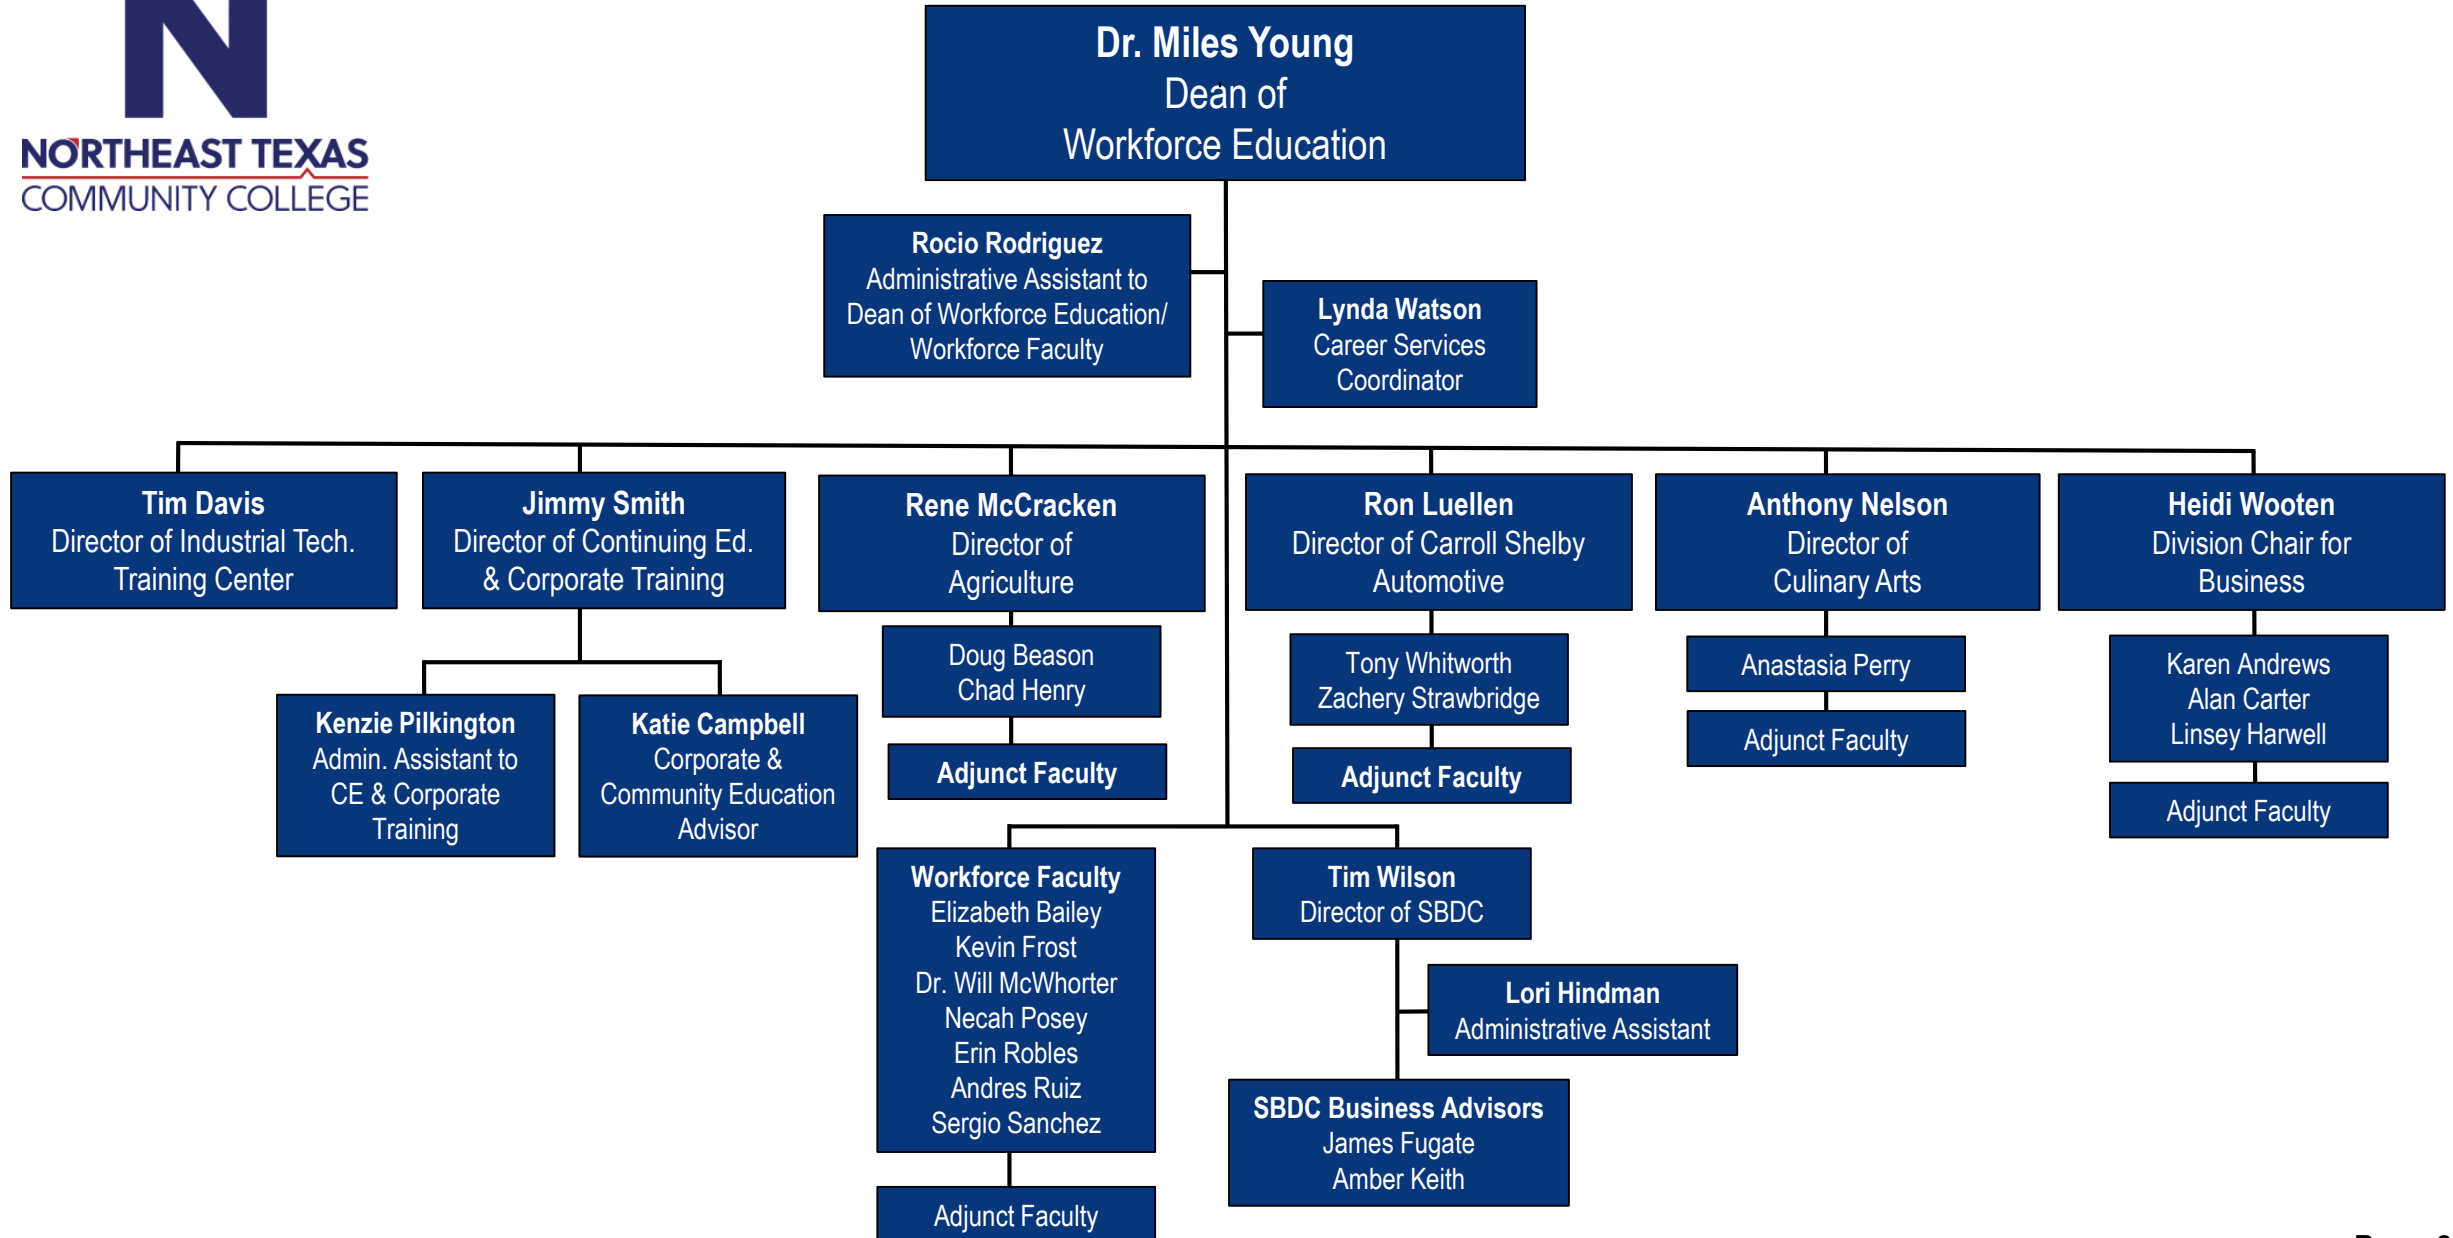 N
NORTHEAST TEXAS
COMMUNITY COLLEGE
Dr. Miles Young
Dean of
Workforce Education
Rocio Rodriguez
Administrative Assistant to
Dean of Workforce Education/
Workforce Faculty
Lynda Watson
Career Services
Coordinator
Tim Davis
Director of Industrial Tech.
Training Center
Jimmy Smith
Director of Continuing Ed.
& Corporate Training
Rene McCracken
Director of
Agriculture
Ron Luellen
Director of Carroll Shelby
Automotive
Anthony Nelson
Director of
Culinary Arts
Heidi Wooten
Division Chair for
Business
Kenzie Pilkington
Admin. Assistant to
CE & Corporate
Training
Katie Campbell
Corporate &
Community Education
Advisor
Doug Beason
Chad Henry
Adjunct Faculty
Tony Whitworth
Zachery Strawbridge
Adjunct Faculty
Anastasia Perry
Adjunct Faculty
Karen Andrews
Alan Carter
Linsey Harwell
Adjunct Faculty
Workforce Faculty
Elizabeth Bailey
Kevin Frost
Dr. Will McWhorter
Necah Posey
Erin Robles
Andres Ruiz
Sergio Sanchez
Adjunct Faculty
Tim Wilson
Director of SBDC
Lori Hindman
Administrative Assistant
SBDC Business Advisors
James Fugate
Amber Keith